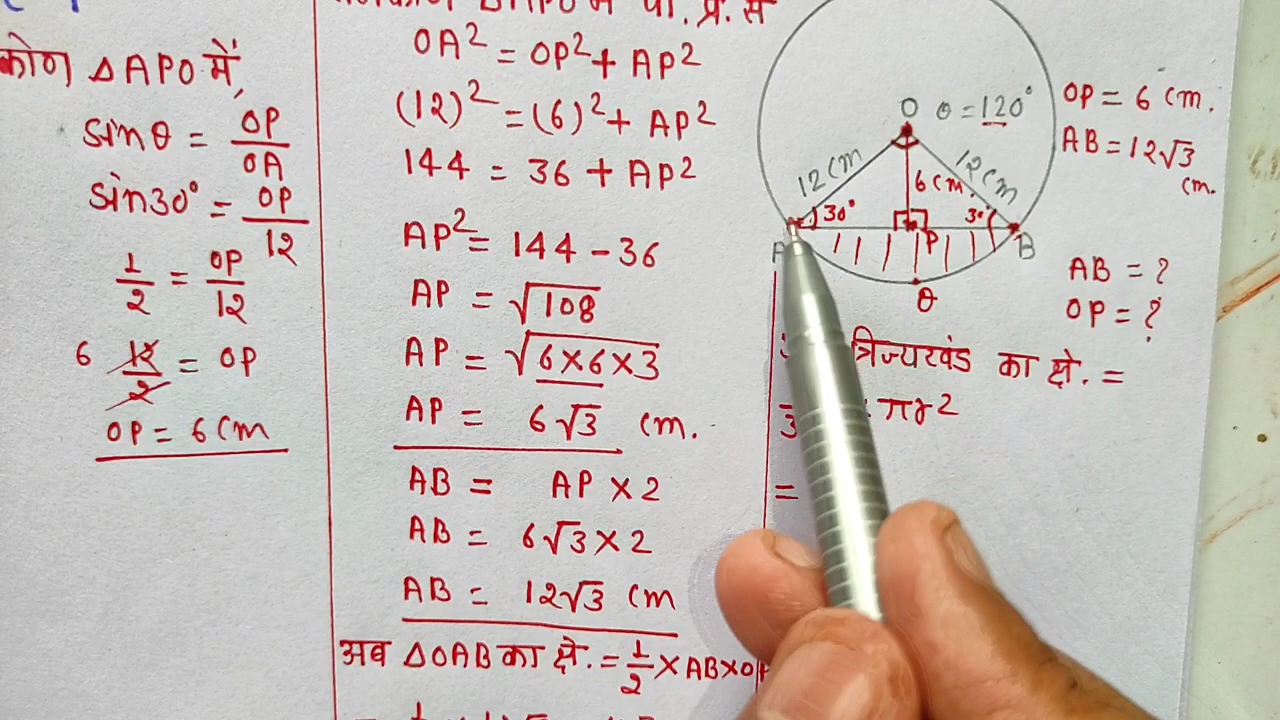 कोण △APO में,
sinθ = OP/OA
sin30° = OP/12
1/2 = OP/12
6 12/2 = OP
OP = 6 cm
△APO में पा. प्र. से
OA² = OP² + AP²
(12)² = (6)² + AP²
144 = 36 + AP²
AP² = 144 - 36
AP = √108
AP = √6×6×3
AP = 6√3 cm.
AB = AP × 2
AB = 6√3 × 2
AB = 12√3 cm
अब △OAB का क्षे. = 1/2 × AB × O
O θ = 120°
12 cm
12 cm
6 cm.
30°
30°
A
P
B
θ
OP = 6 cm.
AB = 12√3 cm.
AB = ?
OP = ?
त्रिज्यखंड का क्षे. =
πr2
=